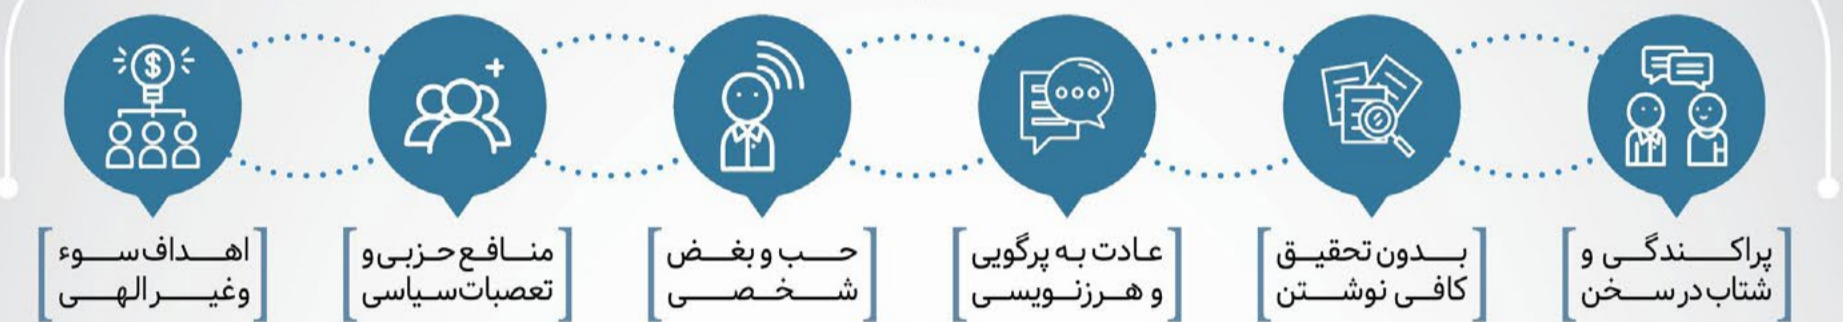 پراکندگی و
شتاب در سخن
بدون تحقیق
کافی نوشتن
عادت به پرگویی
و هرزنویسی
حب و بغض
شخصی
منافع حزبی و
تعصبات سیاسی
اهداف سوء
و غیر الهی